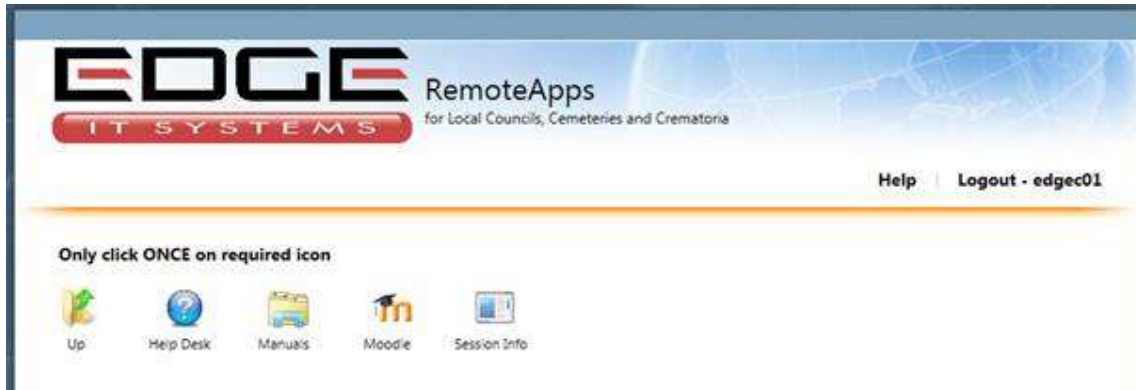 EDGE
IT SYSTEMS
RemoteApps
for Local Councils, Cemeteries and Crematoria
Help Logout - edgec01
Only click ONCE on required icon
Up Help Desk Manuals Moodle Session Info